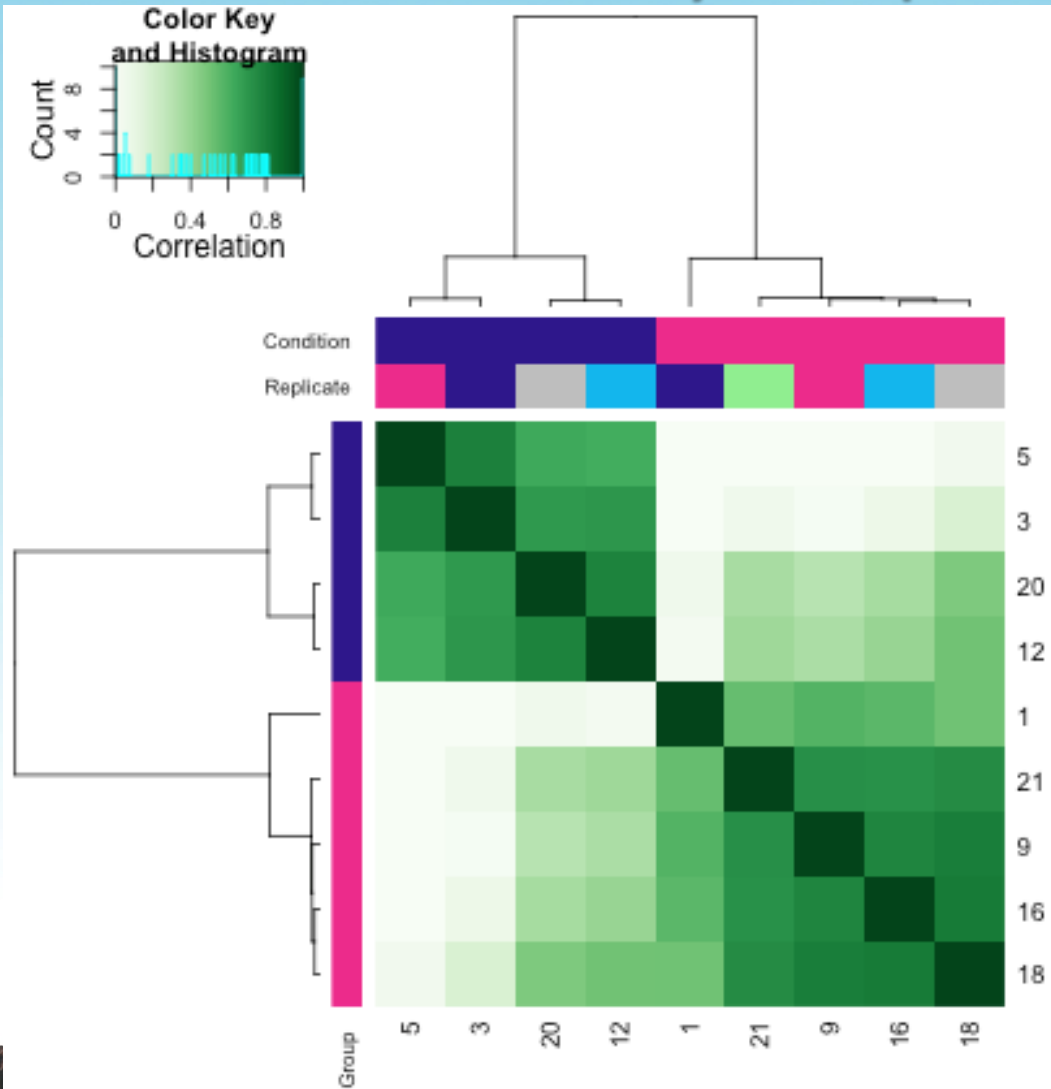 Color Key
and Histogram
Count
0 4 8
0 0.4 0.8
Correlation
Condition
Replicate
5
3
20
12
1
21
9
16
18
Group
5 3 20 12 1 21 9 16 18